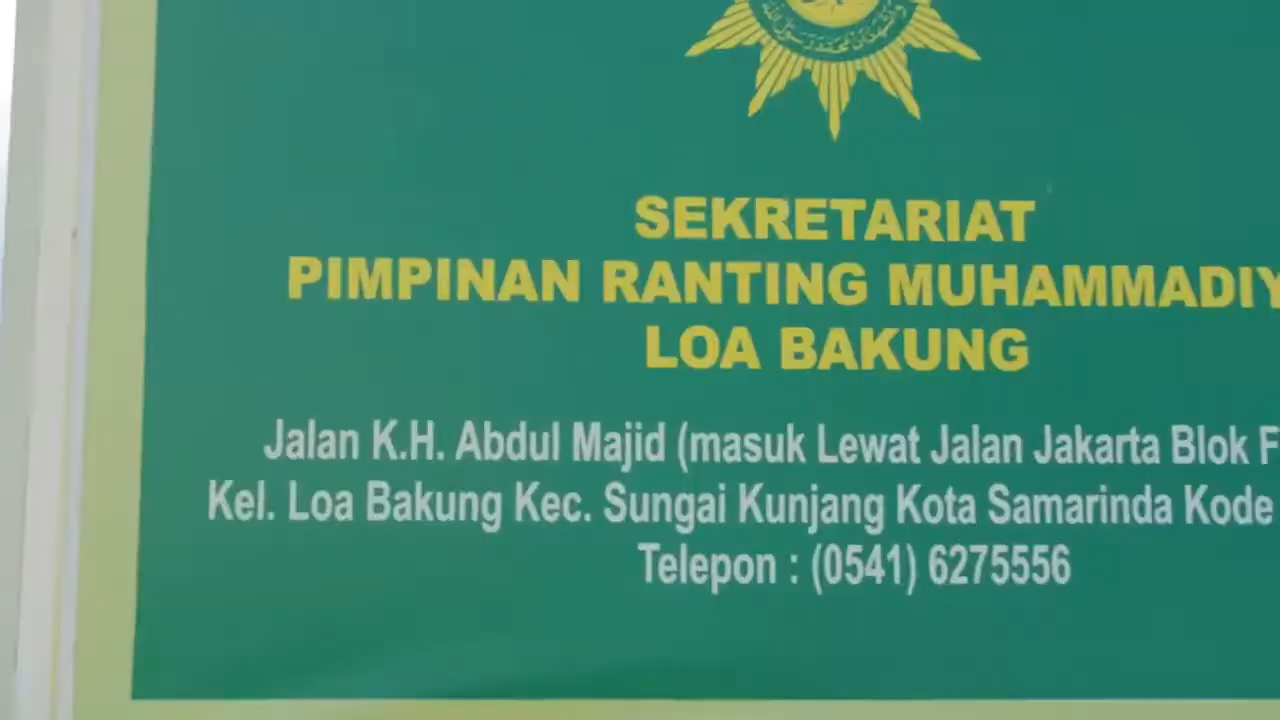 SEKRETARIAT
PIMPINAN RANTING MUHAMMADIY
LOA BAKUNG
Jalan K.H. Abdul Majid (masuk Lewat Jalan Jakarta Blok F
Kel. Loa Bakung Kec. Sungai Kunjang Kota Samarinda Kode
Telepon : (0541) 6275556